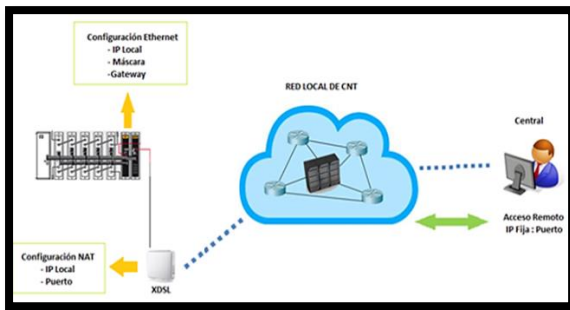 Configuración Ethernet
- IP Local
- Máscara
-Gateway
RED LOCAL DE CNT
Central
Acceso Remoto
IP Fija : Puerto
Configuración NAT
- IP Local
- Puerto
XDSL